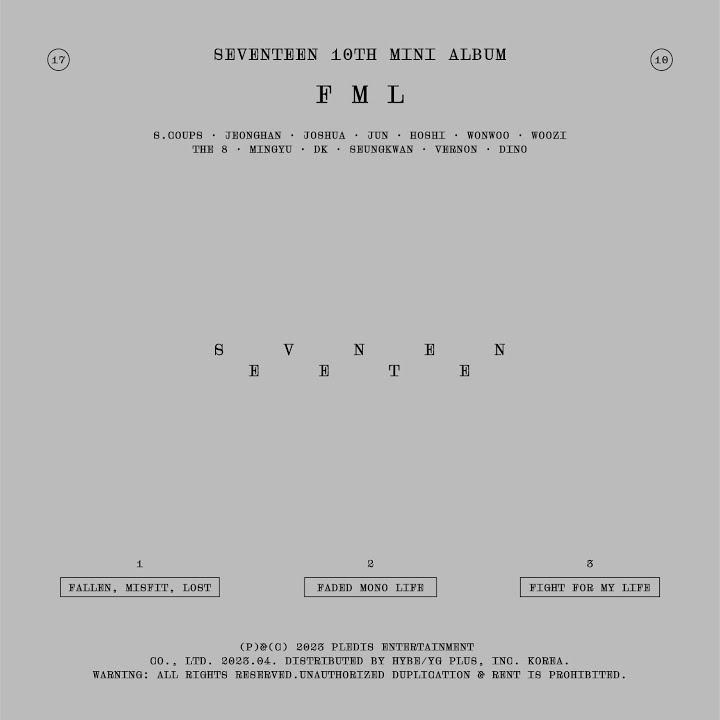 17
SEVENTEEN 10TH MINI ALBUM
10
F M L
S.COUPS · JEONGHAN · JOSHUA · JUN · HOSHI · WONWOO · WOOZI
THE 8 · MINGYU · DK · SEUNGKWAN · VERNON · DINO
S V N E N
E E T E
1 2 3
FALLEN, MISFIT, LOST FADED MONO LIFE FIGHT FOR MY LIFE
(P)&(C) 2023 PLEDIS ENTERTAINMENT
CO., LTD. 2023.04. DISTRIBUTED BY HYBE/YG PLUS, INC. KOREA.
WARNING: ALL RIGHTS RESERVED.UNAUTHORIZED DUPLICATION & RENT IS PROHIBITED.